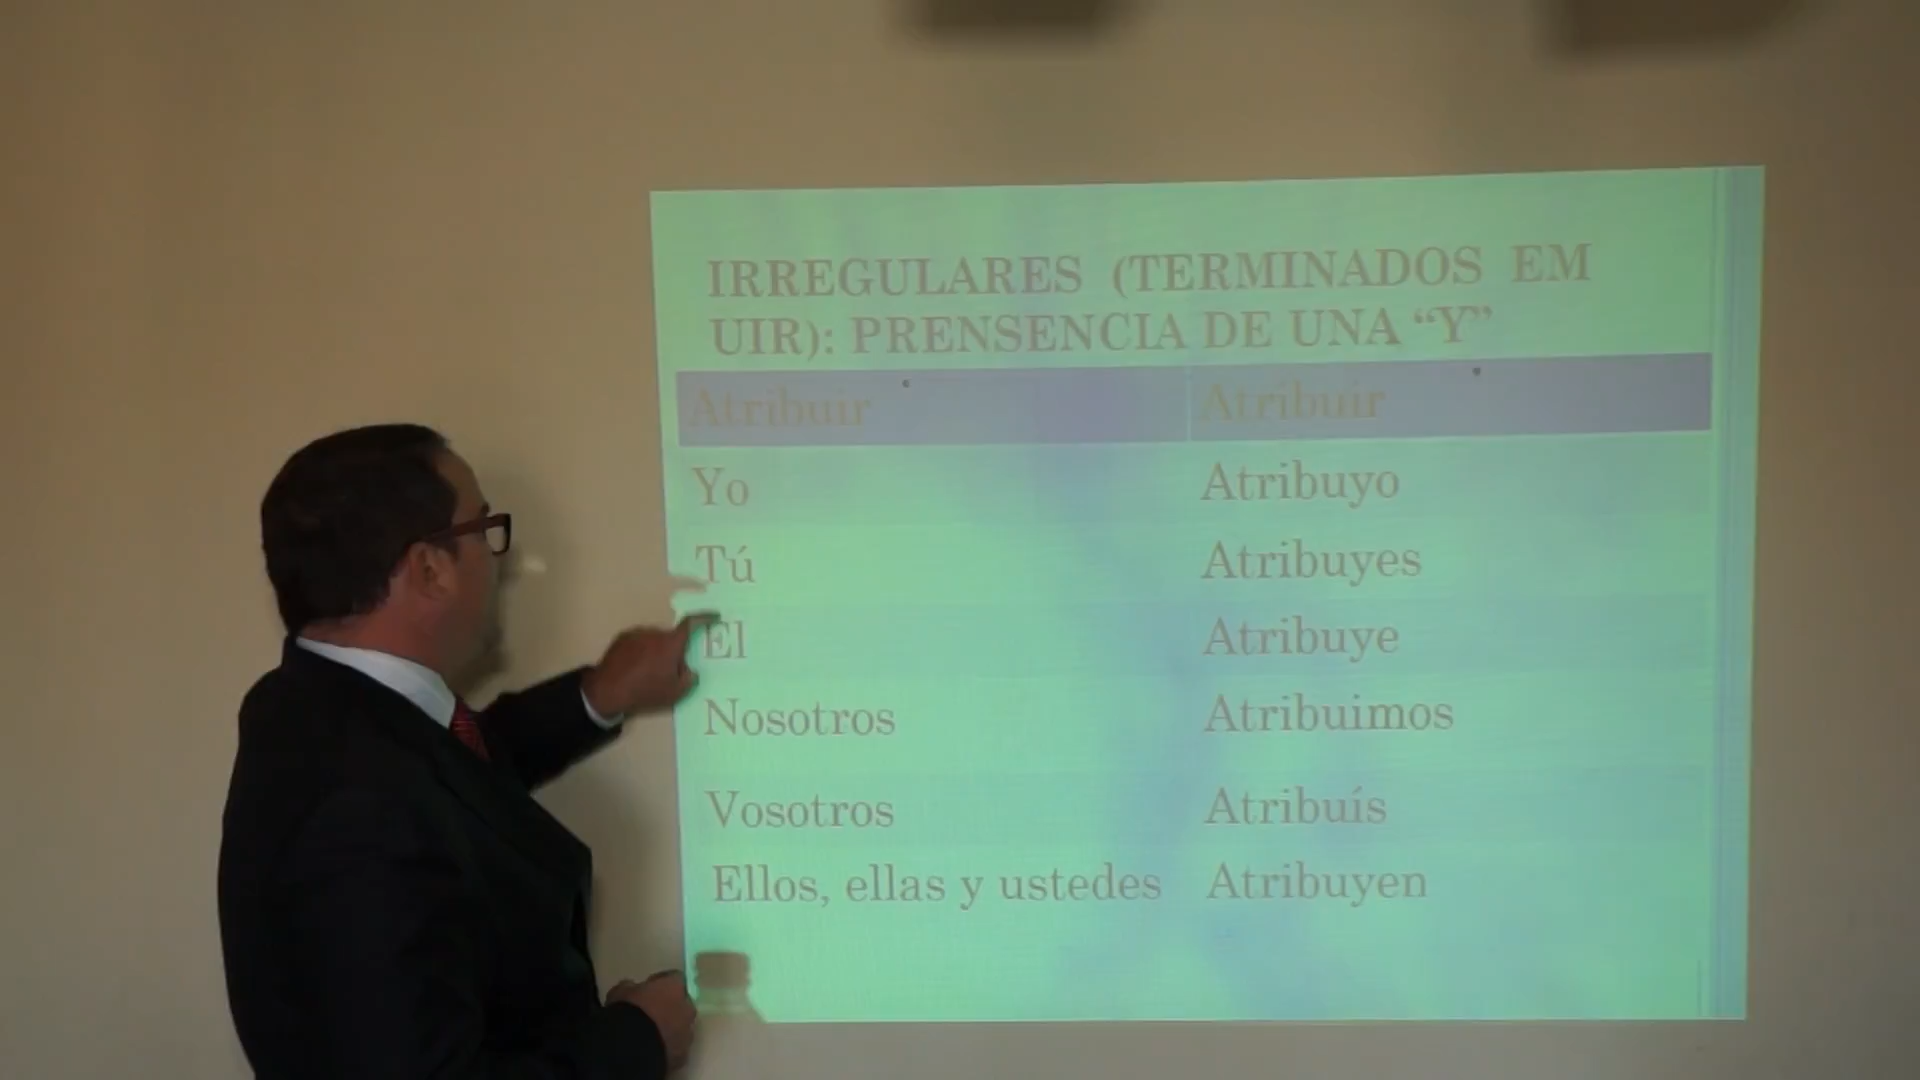 IRREGULARES (TERMINADOS EM
UIR): PRENSENCIA DE UNA “Y”
Atribuir Atribuir
Yo Atribuyo
Tú Atribuyes
El Atribuye
Nosotros Atribuimos
Vosotros Atribuís
Ellos, ellas y ustedes Atribuyen